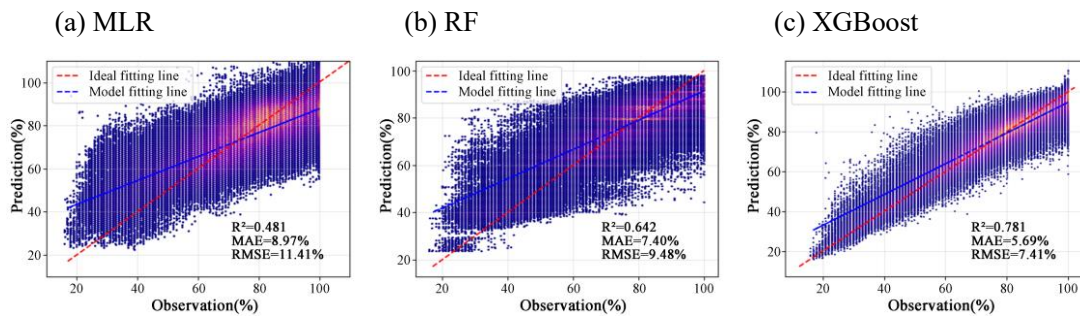 (a) MLR
(b) RF
(c) XGBoost
Ideal fitting line
Model fitting line
Prediction(%)
100
80
60
40
20
R²=0.481
MAE=8.97%
RMSE=11.41%
20 40 60 80 100
Observation(%)
Ideal fitting line
Model fitting line
Prediction(%)
100
80
60
40
20
R²=0.642
MAE=7.40%
RMSE=9.48%
20 40 60 80 100
Observation(%)
Ideal fitting line
Model fitting line
Prediction(%)
120
100
80
60
40
20
R²=0.781
MAE=5.69%
RMSE=7.41%
20 40 60 80 100
Observation(%)